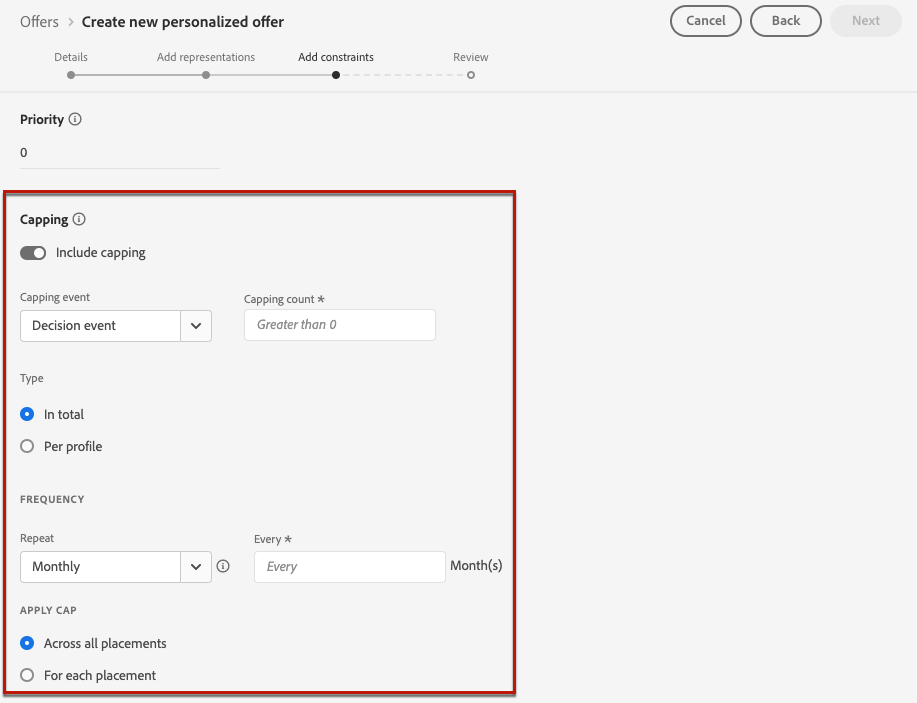 Offers > Create new personalized offer
Cancel Back Next
Details Add representations Add constraints Review
Priority
0
Capping
Include capping
Capping event Capping count *
Decision event Greater than 0
Type
In total
Per profile
FREQUENCY
Repeat Every *
Monthly Every Month(s)
APPLY CAP
Across all placements
For each placement